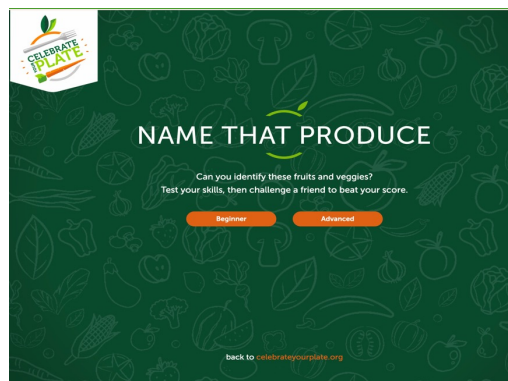 CELEBRATE
YOUR
PLATE
NAME THAT PRODUCE
Can you identify these fruits and veggies?
Test your skills, then challenge a friend to beat your score.
Beginner
Advanced
back to celebrateyourplate.org